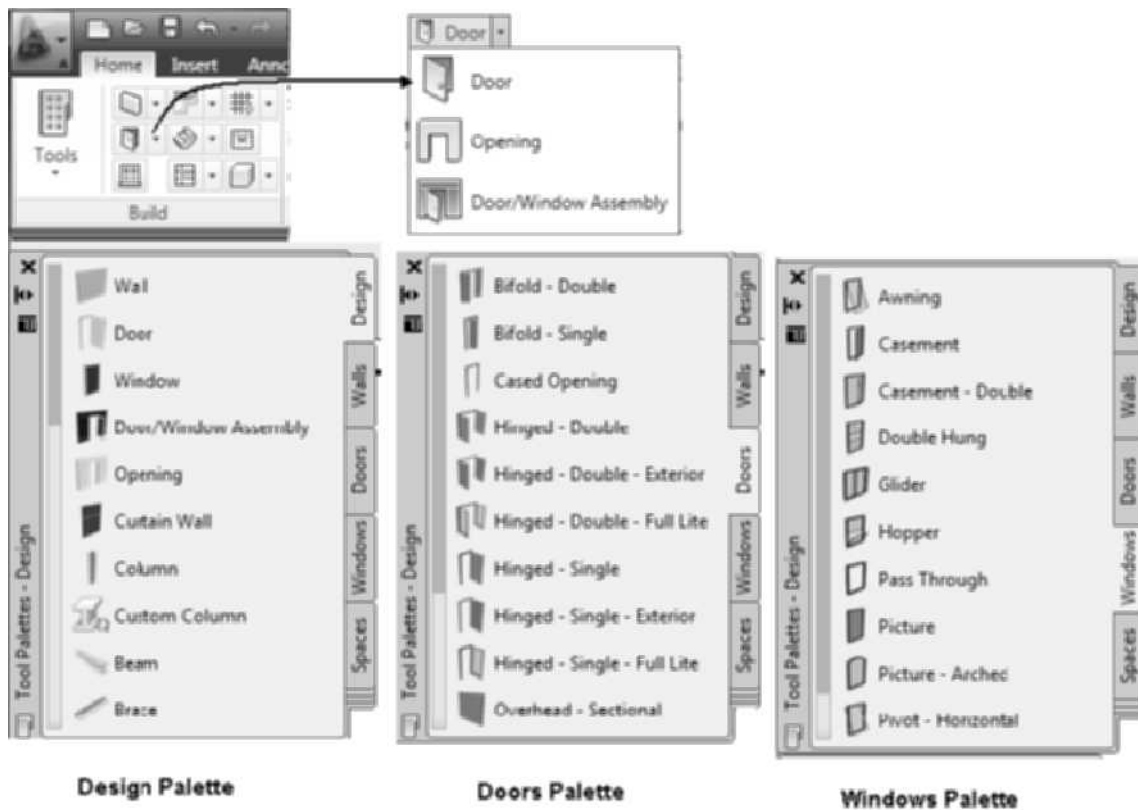 Home Insert Anno
Tools
Build
Door
Door
Opening
Door/Window Assembly
Wall
Door
Window
Door/Window Assembly
Opening
Curtain Wall
Column
Custom Column
Beam
Brace
Design
Walls
Doors
Windows
Spaces
Tool Palettes - Design
Design Palette
Bifold - Double
Bifold - Single
Cased Opening
Hinged - Double
Hinged - Double - Exterior
Hinged - Double - Full Lite
Hinged - Single
Hinged - Single - Exterior
Hinged - Single - Full Lite
Overhead - Sectional
Design
Walls
Doors
Windows
Spaces
Tool Palettes - Design
Doors Palette
Awning
Casement
Casement - Double
Double Hung
Glider
Hopper
Pass Through
Picture
Picture - Arched
Pivot - Horizontal
Design
Walls
Doors
Windows
Spaces
Tool Palettes - Design
Windows Palette